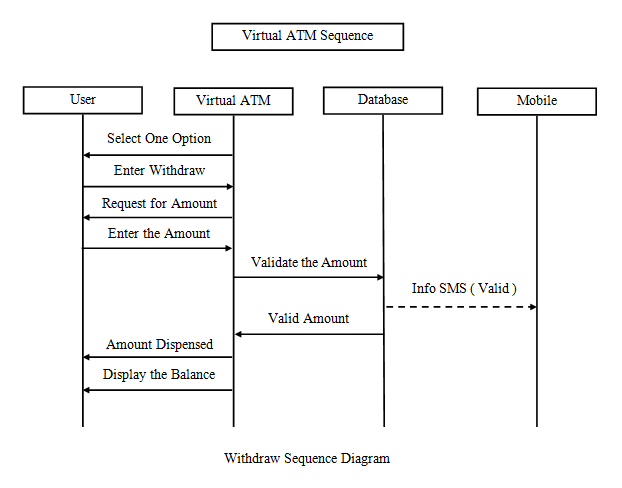 Virtual ATM Sequence
User
Virtual ATM
Database
Mobile
Select One Option
Enter Withdraw
Request for Amount
Enter the Amount
Validate the Amount
Info SMS ( Valid )
Valid Amount
Amount Dispensed
Display the Balance
Withdraw Sequence Diagram